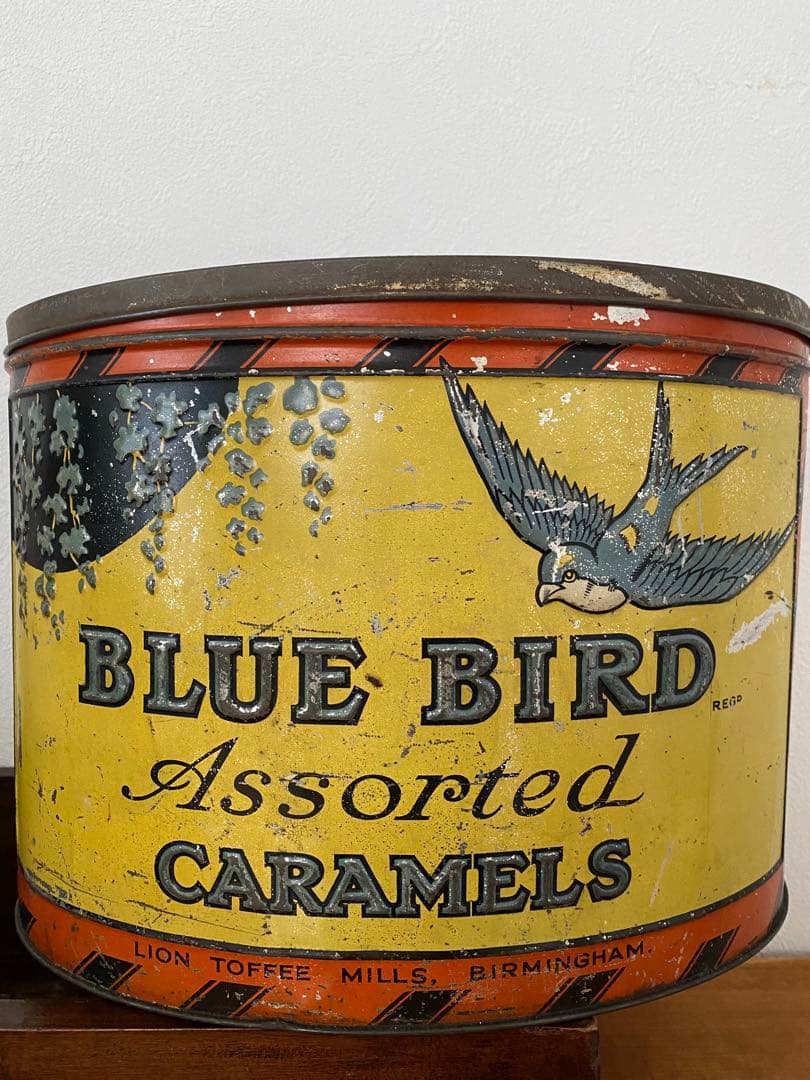 BLUE BIRD
REGD
Assorted
CARAMELS
LION TOFFEE MILLS, BIRMINGHAM.